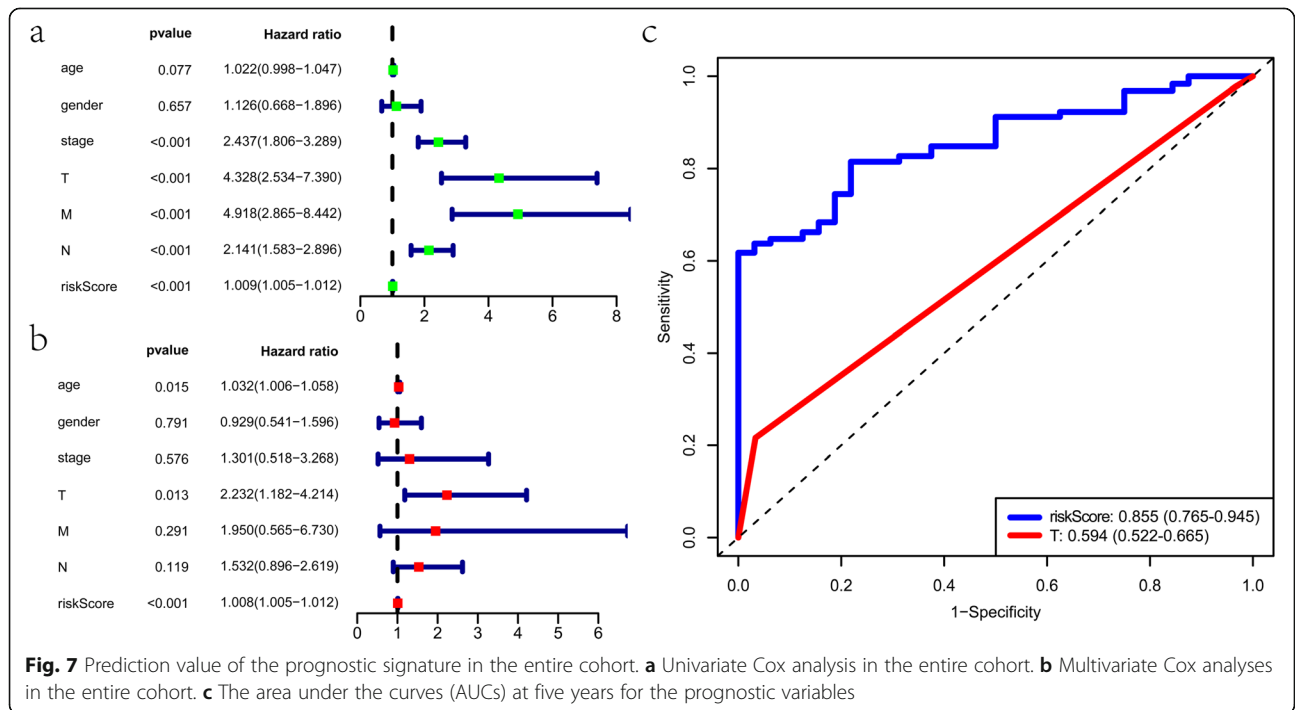 a
pvalue Hazard ratio
age 0.077 1.022(0.998−1.047)
gender 0.657 1.126(0.668−1.896)
stage <0.001 2.437(1.806−3.289)
T <0.001 4.328(2.534−7.390)
M <0.001 4.918(2.865−8.442)
N <0.001 2.141(1.583−2.896)
riskScore <0.001 1.009(1.005−1.012)
0 2 4 6 8
b
pvalue Hazard ratio
age 0.015 1.032(1.006−1.058)
gender 0.791 0.929(0.541−1.596)
stage 0.576 1.301(0.518−3.268)
T 0.013 2.232(1.182−4.214)
M 0.291 1.950(0.565−6.730)
N 0.119 1.532(0.896−2.619)
riskScore <0.001 1.008(1.005−1.012)
0 1 2 3 4 5 6
c
Sensitivity
1.0
0.8
0.6
0.4
0.2
0.0
riskScore: 0.855 (0.765-0.945)
T: 0.594 (0.522-0.665)
0.0 0.2 0.4 0.6 0.8 1.0
1−Specificity
Fig. 7 Prediction value of the prognostic signature in the entire cohort. a Univariate Cox analysis in the entire cohort. b Multivariate Cox analyses
in the entire cohort. c The area under the curves (AUCs) at five years for the prognostic variables